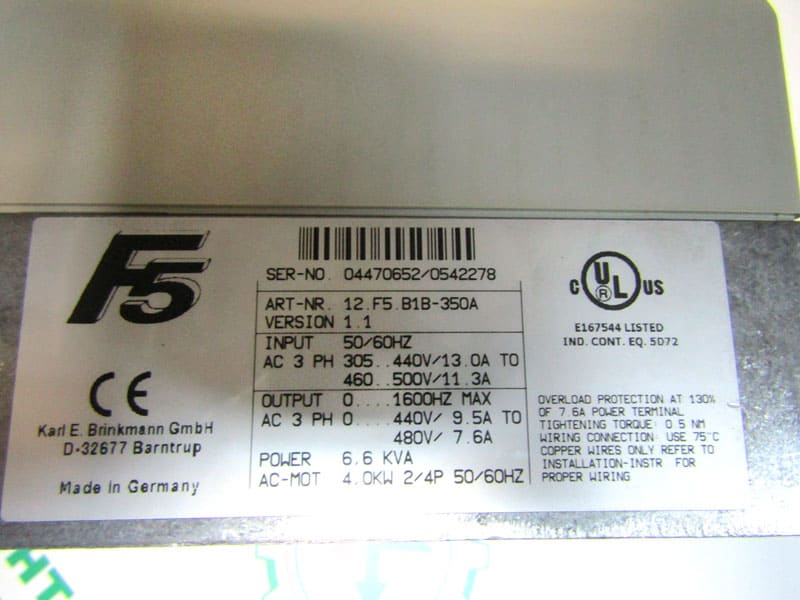 F5
SER-NO. 04470652/0542278
ART-NR. 12.F5.B1B-350A
VERSION 1.1
INPUT 50/60HZ
AC 3 PH 305..440V/13.0A TO
460..500V/11.3A
OUTPUT 0....1600HZ MAX
AC 3 PH 0....440V/ 9.5A TO
480V/ 7.6A
POWER 6.6 KVA
AC-MOT 4.0KW 2/4P 50/60HZ
CE
Karl E. Brinkmann GmbH
D-32677 Barntrup
Made in Germany
C UL US
E167544 LISTED
IND. CONT. EQ. 5D72
OVERLOAD PROTECTION AT 130%
OF 7.6A POWER TERMINAL
TIGHTENING TORQUE: 0.5 NM
WIRING CONNECTION: USE 75°C
COPPER WIRES ONLY REFER TO
INSTALLATION-INSTR FOR
PROPER WIRING
HT